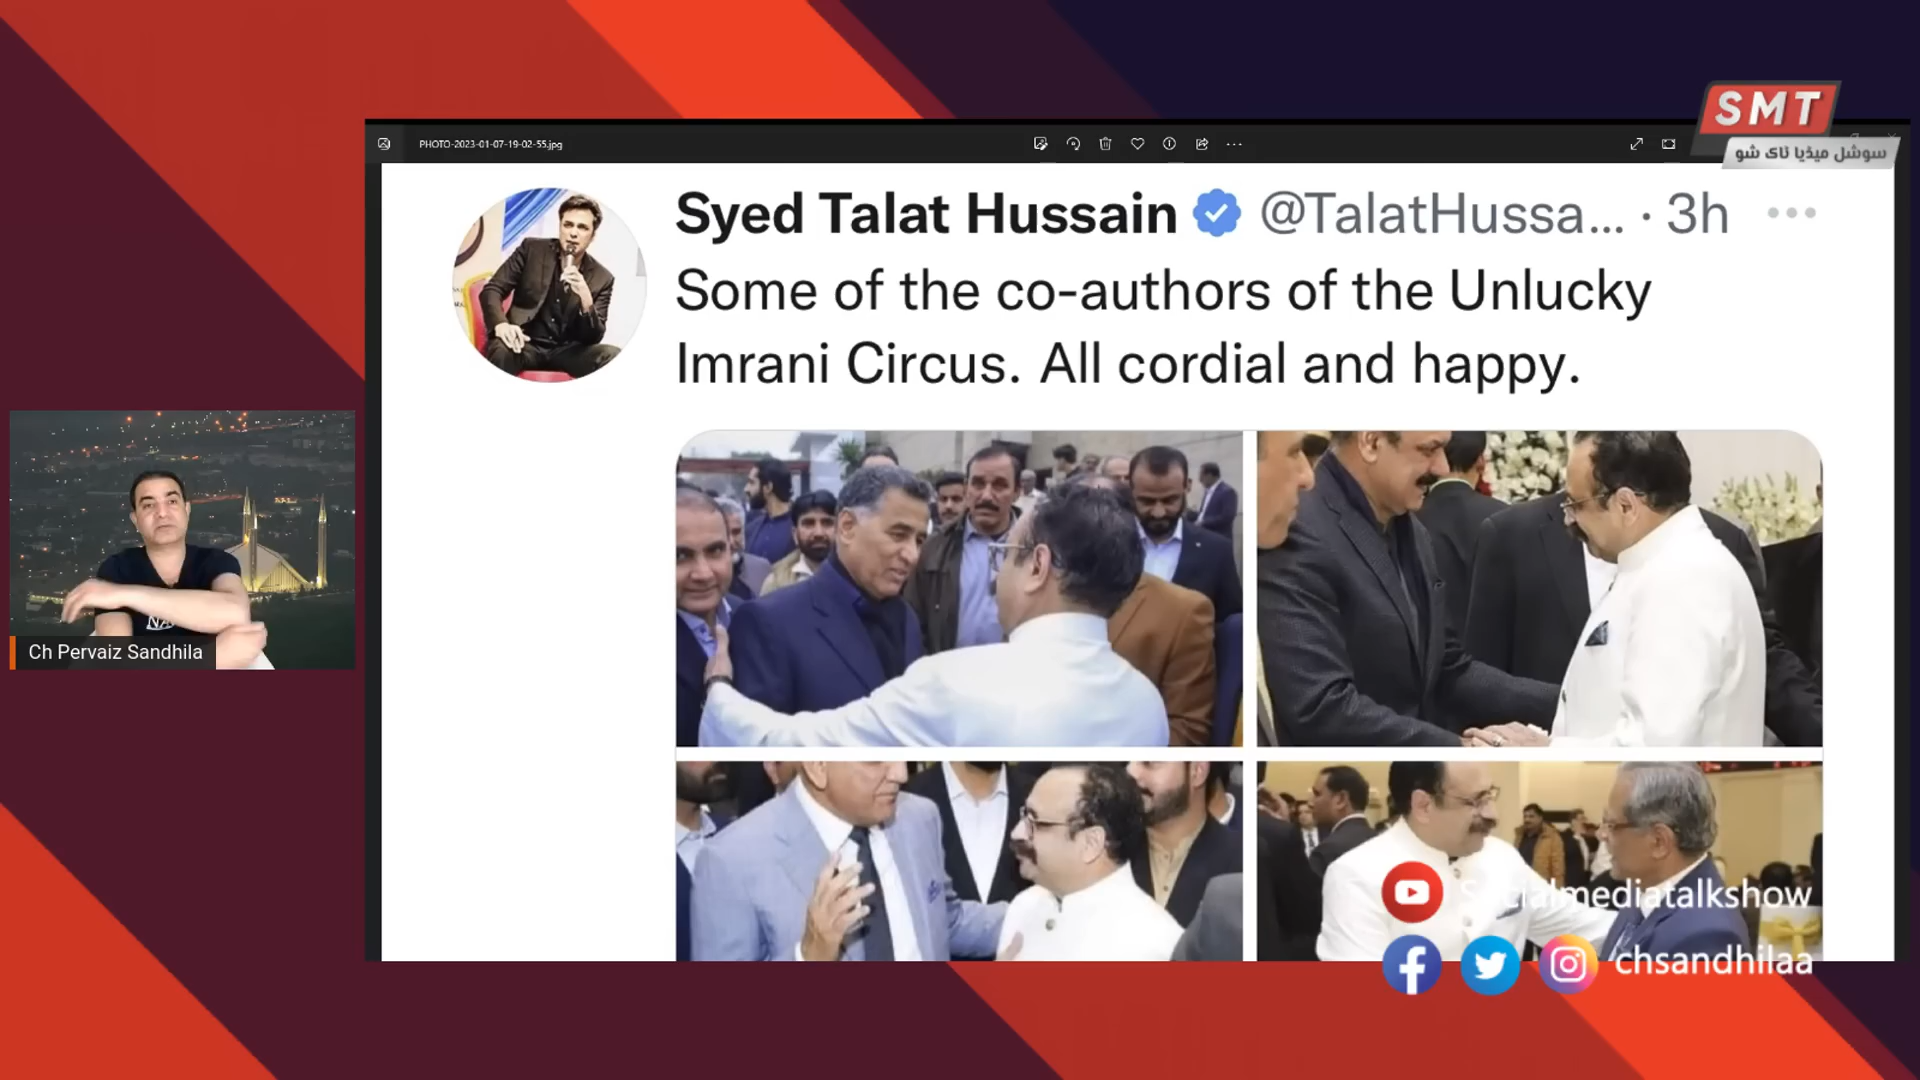 SMT
سوشل میڈیا ٹاک شو
PHOTO-2023-01-07-19-02-55.jpg
Syed Talat Hussain @TalatHussa... · 3h
Some of the co-authors of the Unlucky
Imrani Circus. All cordial and happy.
Ch Pervaiz Sandhila
Socialmediatalkshow
chsandhilaa